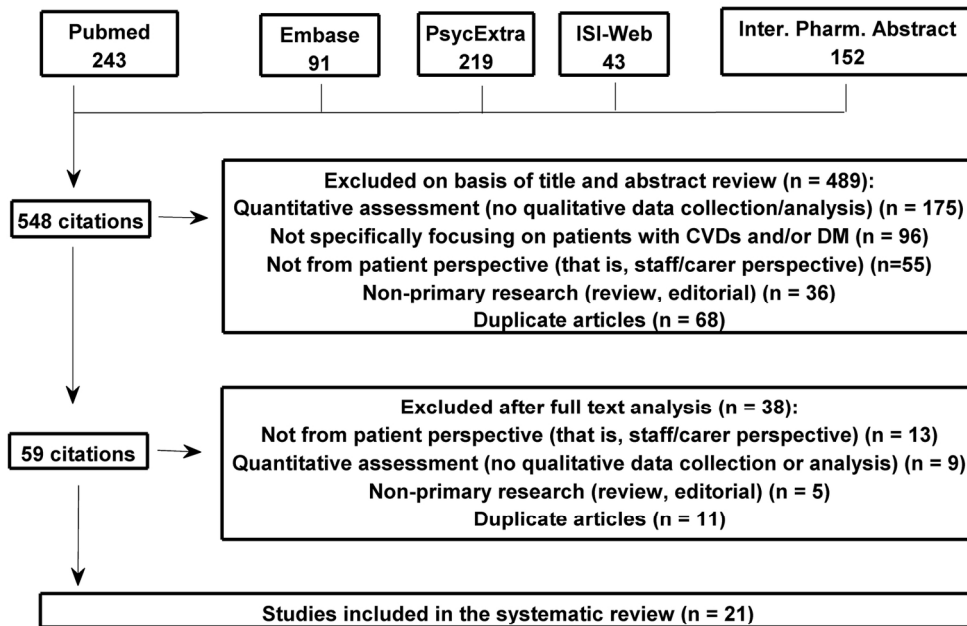 Pubmed
243
Embase
91
PsycExtra
219
ISI-Web
43
Inter. Pharm. Abstract
152
548 citations
Excluded on basis of title and abstract review (n = 489):
Quantitative assessment (no qualitative data collection/analysis) (n = 175)
Not specifically focusing on patients with CVDs and/or DM (n = 96)
Not from patient perspective (that is, staff/carer perspective) (n=55)
Non-primary research (review, editorial) (n = 36)
Duplicate articles (n = 68)
59 citations
Excluded after full text analysis (n = 38):
Not from patient perspective (that is, staff/carer perspective) (n = 13)
Quantitative assessment (no qualitative data collection or analysis) (n = 9)
Non-primary research (review, editorial) (n = 5)
Duplicate articles (n = 11)
Studies included in the systematic review (n = 21)